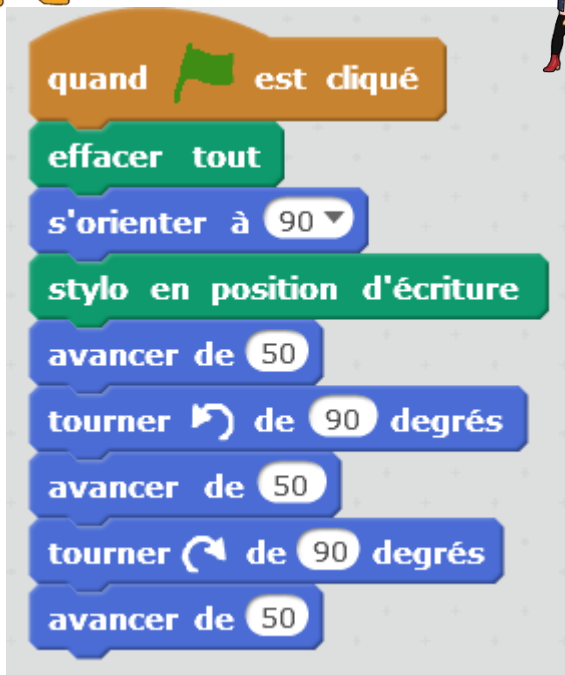 quand est cliqué
effacer tout
s'orienter à 90
stylo en position d'écriture
avancer de 50
tourner de 90 degrés
avancer de 50
tourner de 90 degrés
avancer de 50